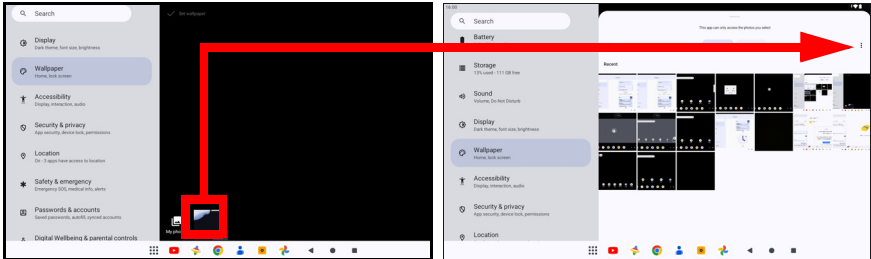 Search
Set wallpaper
Display
Dark theme, font size, brightness
Wallpaper
Home, lock screen
Accessibility
Display, interaction, audio
Security & privacy
App security, device lock, permissions
Location
On - 3 apps have access to location
Safety & emergency
Emergency SOS, medical info, alerts
Passwords & accounts
Saved passwords, autofill, synced accounts
Digital Wellbeing & parental controls
My pho
16:00
Search
This app can only access the photos you select
Battery
Storage
13% used - 111 GB free
Recent
Sound
Volume, Do Not Disturb
Display
Dark theme, font size, brightness
Wallpaper
Home, lock screen
Accessibility
Display, interaction, audio
Security & privacy
App security, device lock, permissions
Location